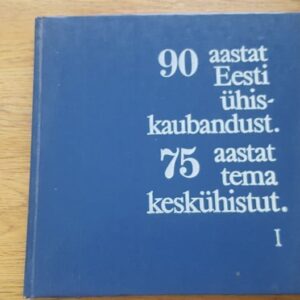 90 aastat
Eesti
ühis-
kaubandust.
75 aastat
tema
keskühistut.
I